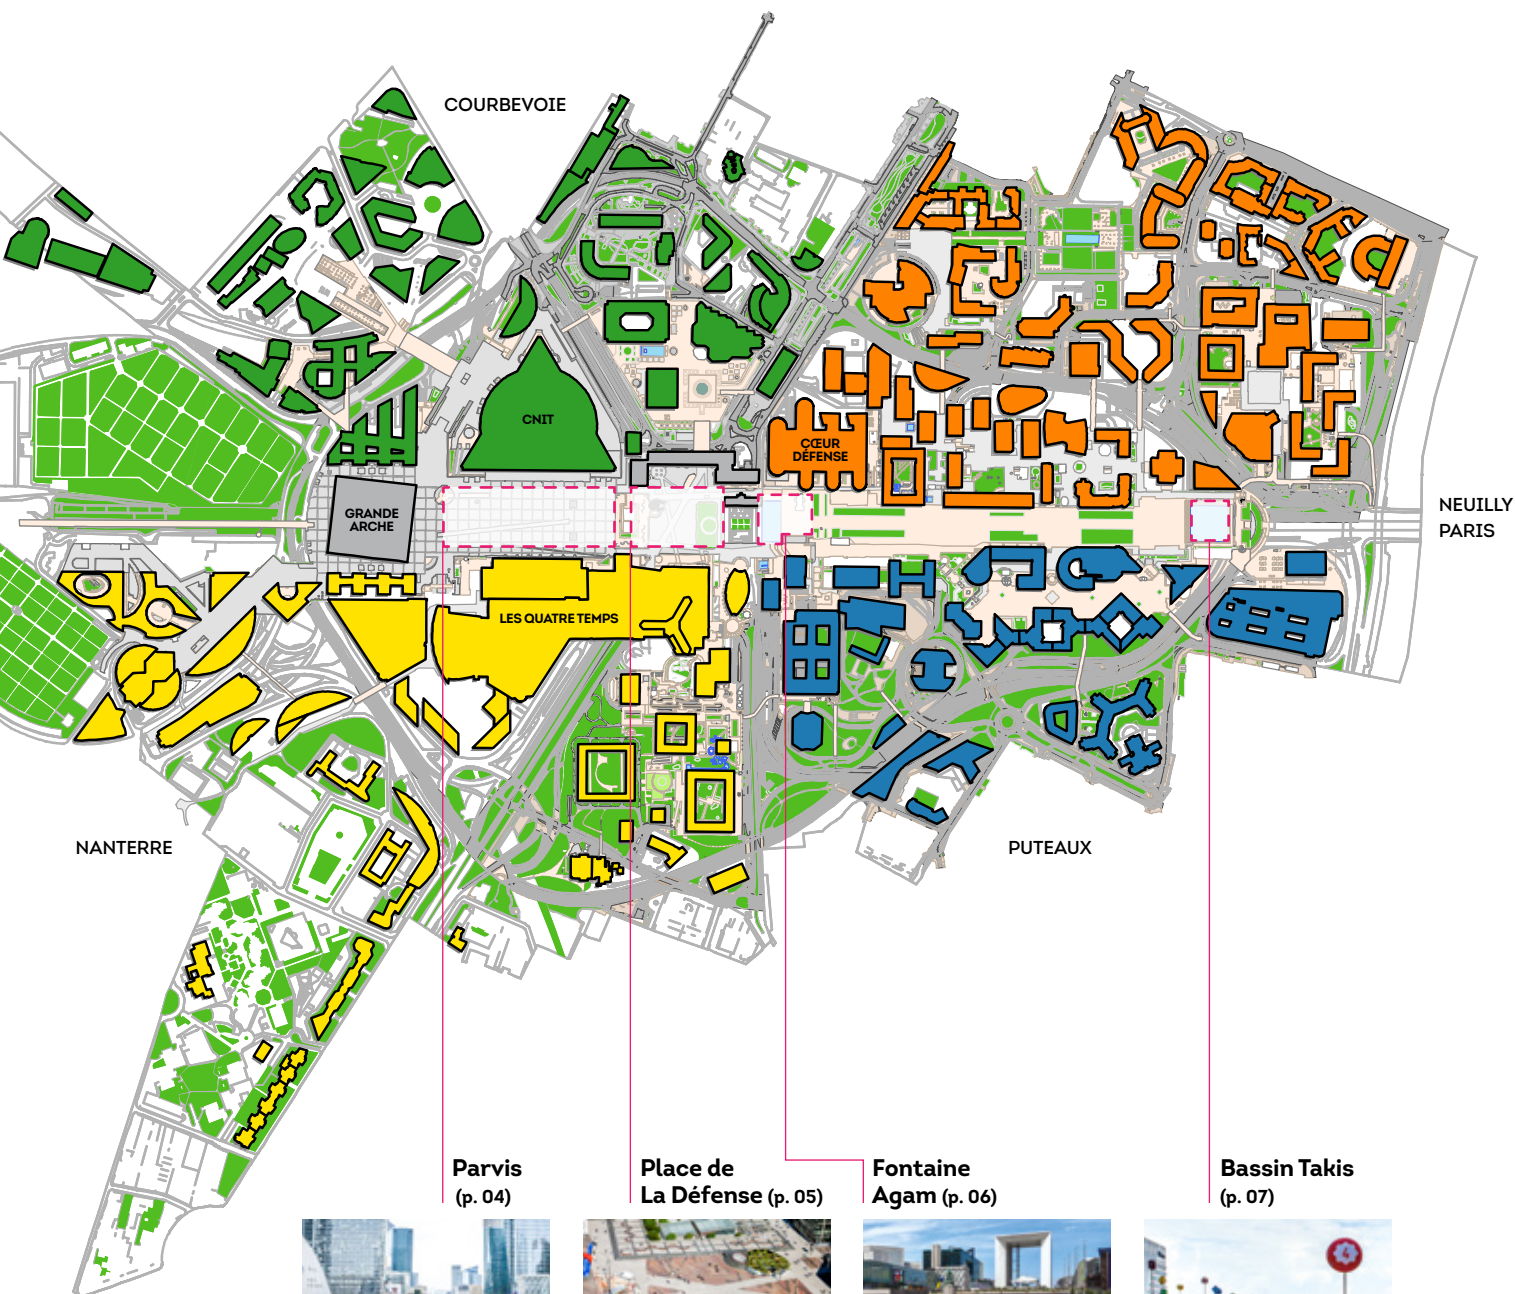 COURBEVOIE
CNIT
CŒUR
DÉFENSE
GRANDE
ARCHE
NEUILLY
PARIS
LES QUATRE TEMPS
NANTERRE
PUTEAUX
Parvis
(p. 04)
Place de
La Défense (p. 05)
Fontaine
Agam (p. 06)
Bassin Takis
(p. 07)
4